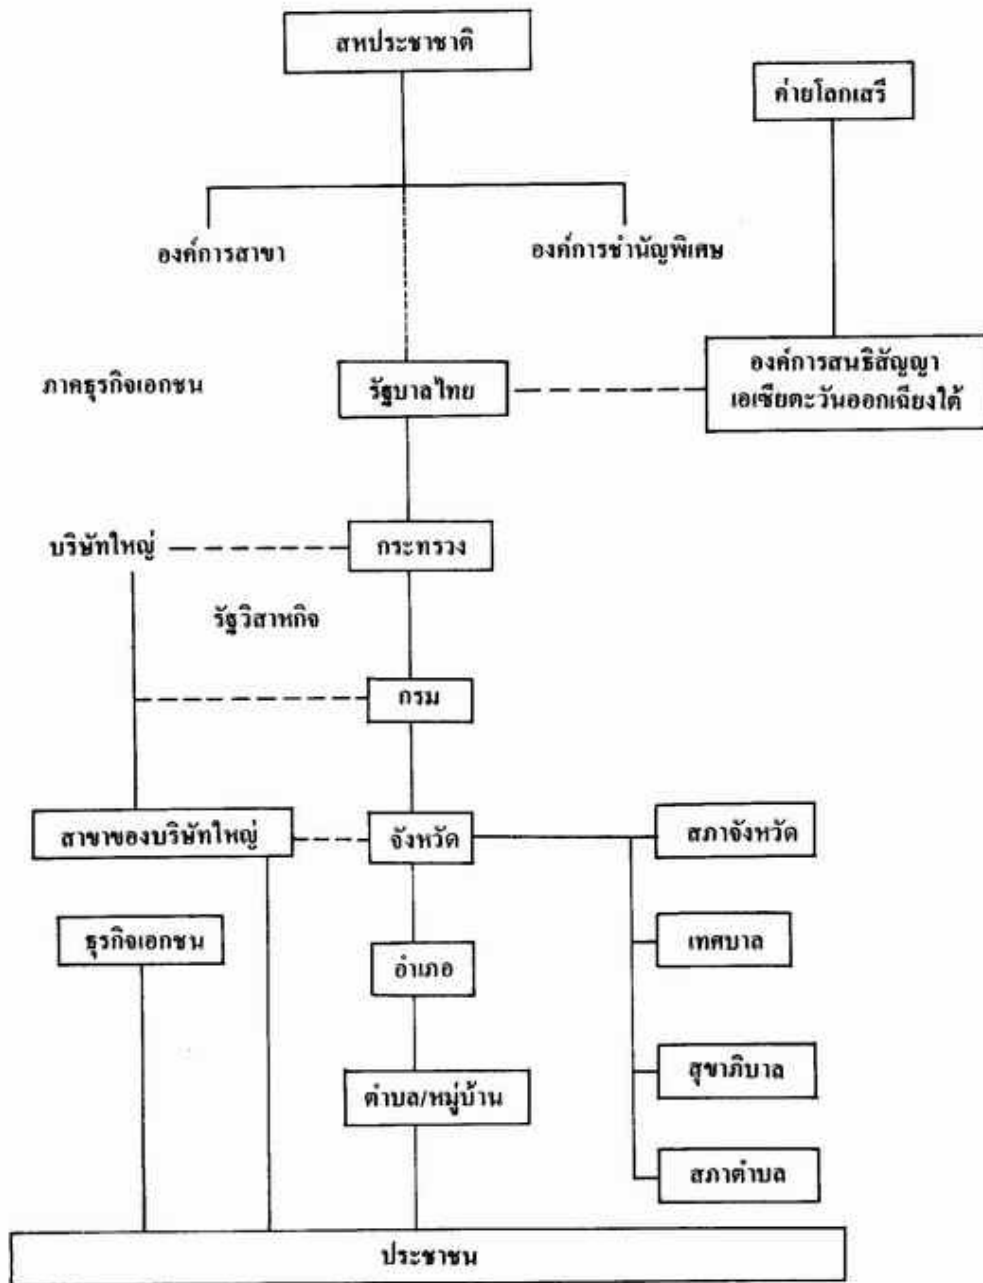 สหประชาชาติ
ค่ายโลกเสรี
องค์การสาขา
องค์การชำนัญพิเศษ
ภาคธุรกิจเอกชน
รัฐบาลไทย
องค์การสนธิสัญญา
เอเซียตะวันออกเฉียงใต้
บริษัทใหญ่
กระทรวง
รัฐวิสาหกิจ
กรม
สาขาของบริษัทใหญ่
จังหวัด
สภาจังหวัด
ธุรกิจเอกชน
เทศบาล
อำเภอ
สุขาภิบาล
ตำบล/หมู่บ้าน
สภาตำบล
ประชาชน